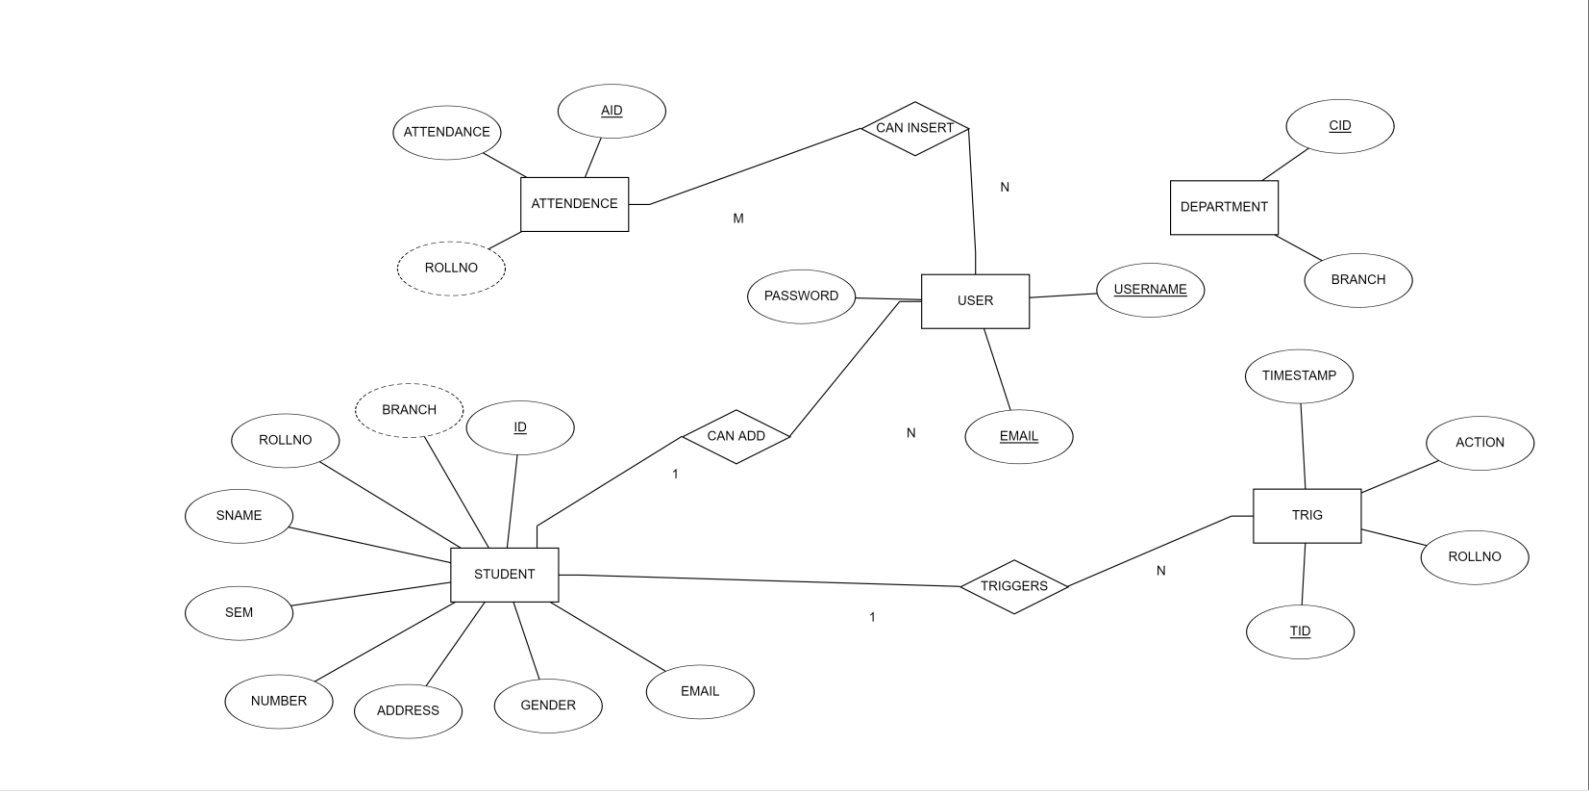 AID
CID
ATTENDANCE
CAN INSERT
N
ATTENDENCE
DEPARTMENT
M
ROLLNO
BRANCH
PASSWORD
USER
USERNAME
TIMESTAMP
BRANCH
ID
ROLLNO
CAN ADD
N
EMAIL
ACTION
1
SNAME
TRIG
ROLLNO
STUDENT
TRIGGERS
N
SEM
1
TID
NUMBER
ADDRESS
GENDER
EMAIL